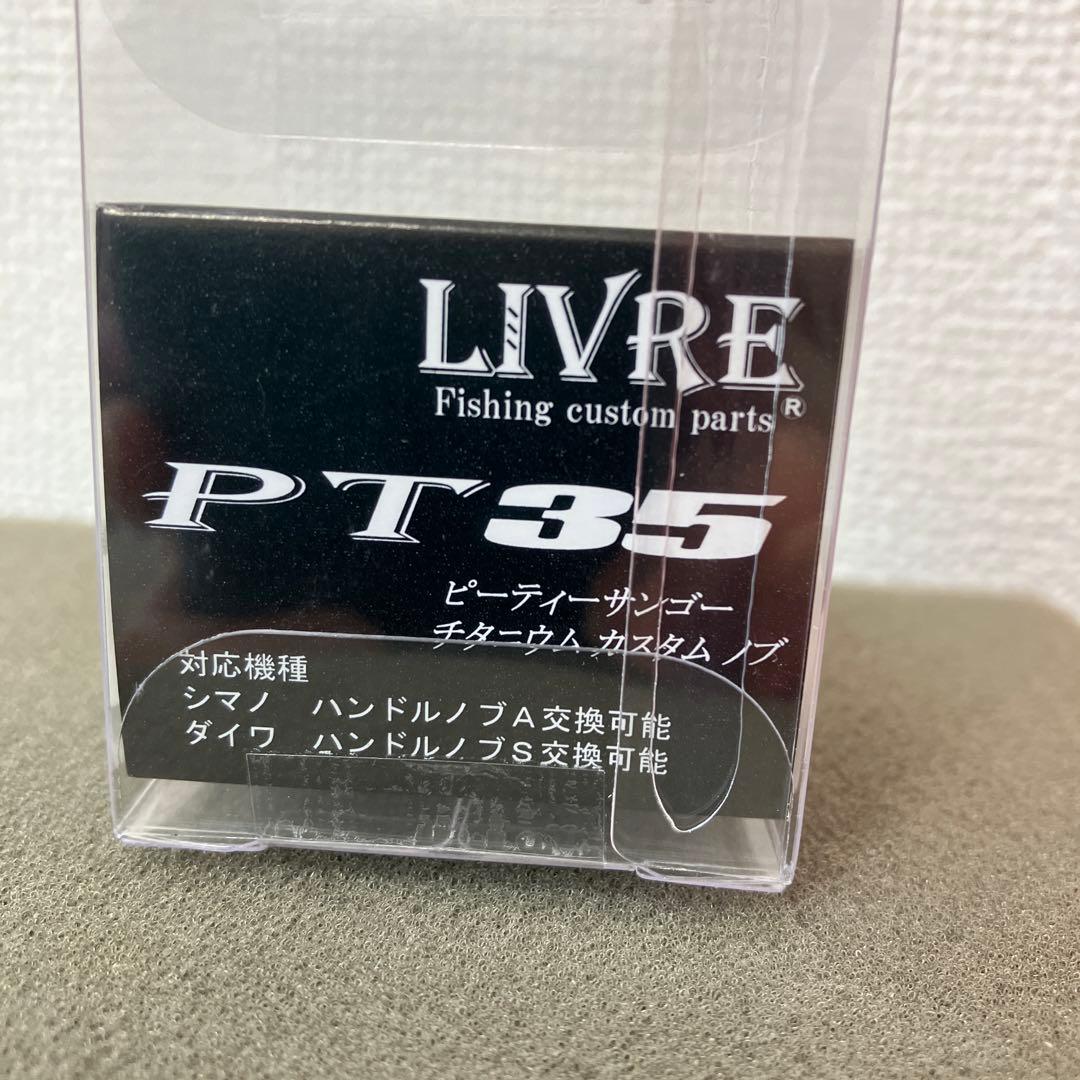 LIVRE
Fishing custom parts®
PT35
ピーティーサンゴー
チタニウム カスタム ノブ
対応機種
シマノ ハンドルノブA交換可能
ダイワ ハンドルノブS交換可能